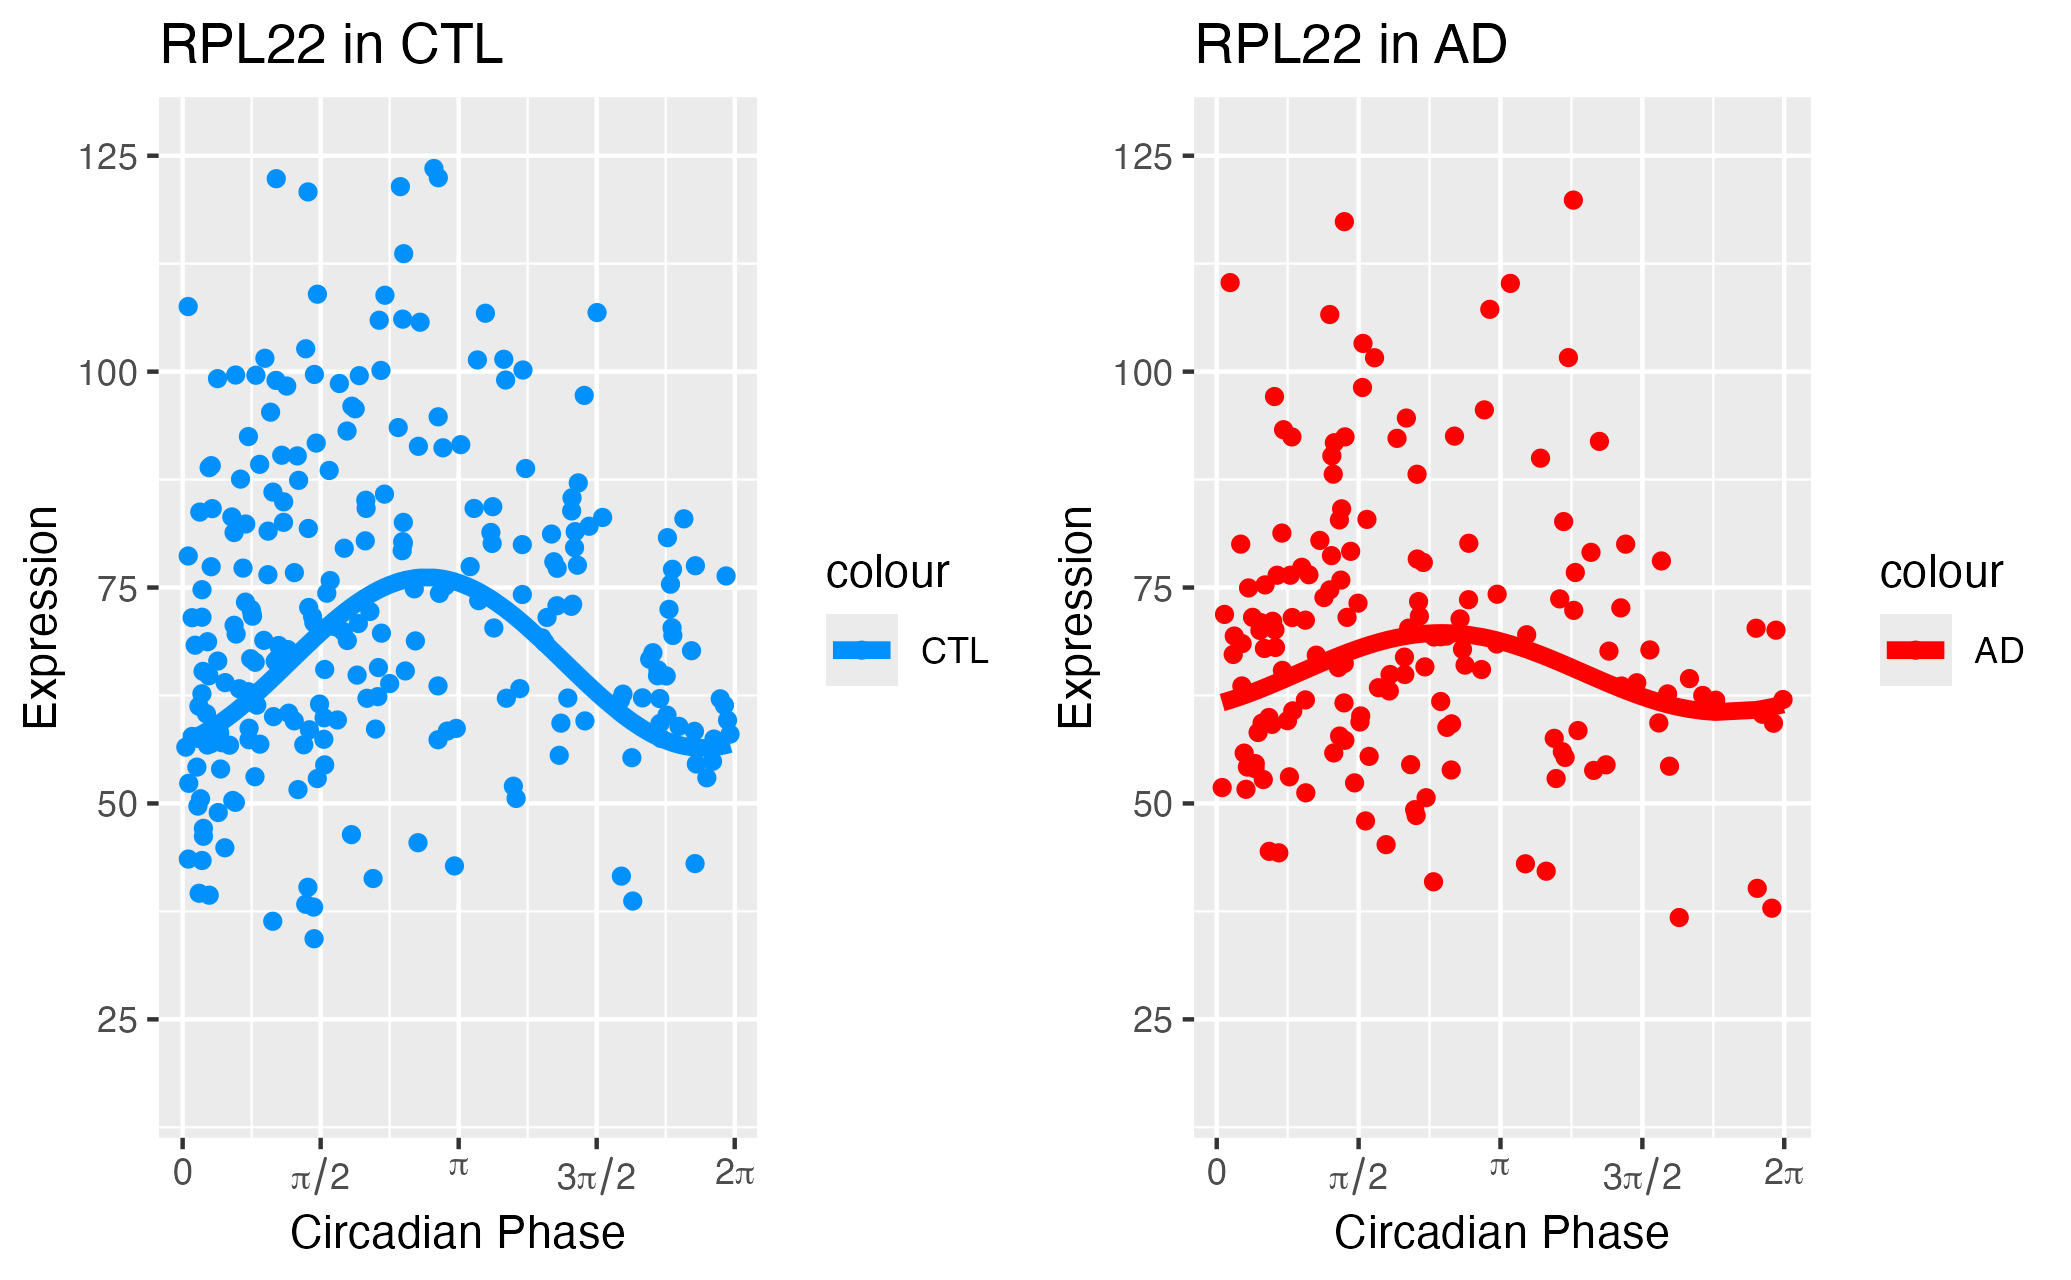 RPL22 in CTL
125
100
75
50
25
Expression
0 π/2 π 3π/2 2π
Circadian Phase
colour
CTL
RPL22 in AD
125
100
75
50
25
Expression
0 π/2 π 3π/2 2π
Circadian Phase
colour
AD